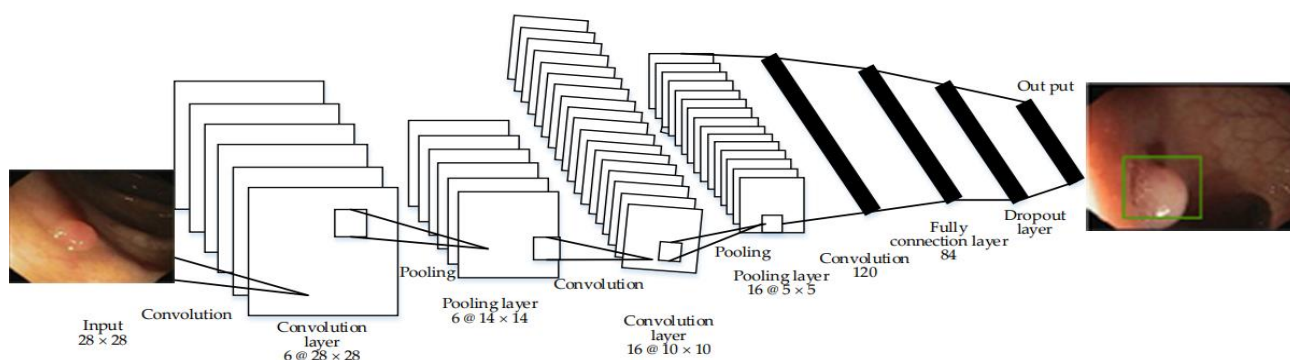 Input
28 × 28
Convolution
Convolution
layer
6 @ 28 × 28
Pooling
Pooling layer
6 @ 14 × 14
Convolution
Convolution
layer
16 @ 10 × 10
Pooling
Pooling layer
16 @ 5 × 5
Convolution
120
Fully
connection layer
84
Dropout
layer
Out put